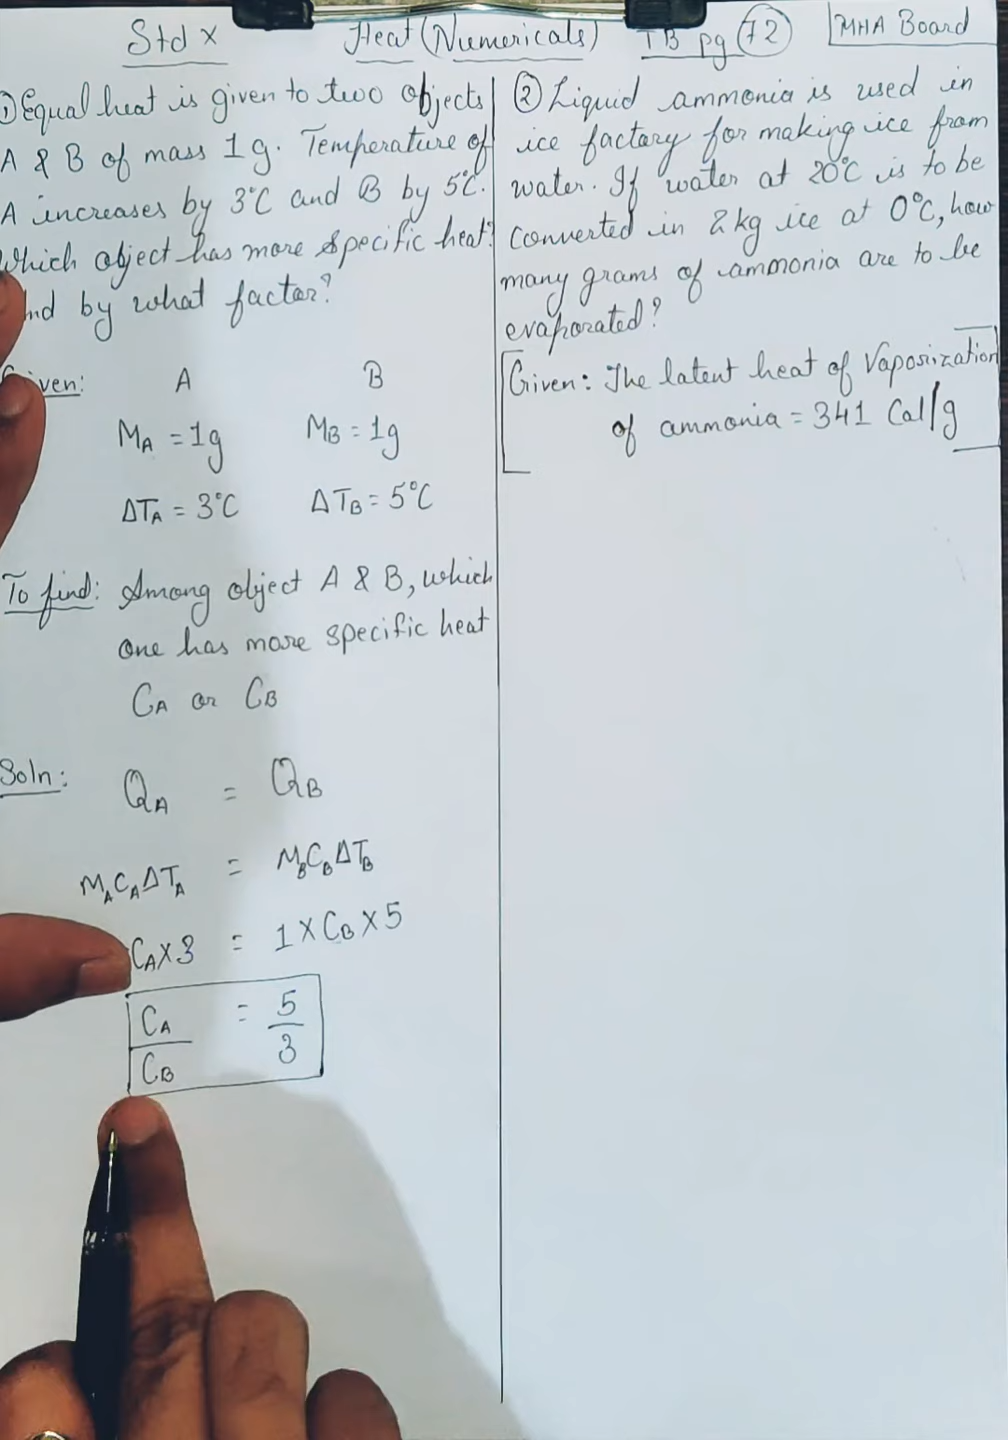 Std X Heat (Numericals) TB pg 72 MHA Board
① Equal heat is given to two objects
A & B of mass 1g. Temperature of
A increases by 3°C and B by 5°C.
Which object has more specific heat?
And by what factor?
Given: A B
MA = 1g MB = 1g
ΔTA = 3°C ΔTB = 5°C
To find: Among object A & B, which
one has more specific heat
CA or CB
Soln: QA = QB
MACAΔTA = MBCBΔTB
CA X 3 = 1 X CB X 5
CA = 5
CB 3
② Liquid ammonia is used in
ice factory for making ice from
water. If water at 20°C is to be
converted in 2 kg ice at 0°C, how
many grams of ammonia are to be
evaporated?
Given: The latent heat of Vaporization
of ammonia = 341 Cal/g